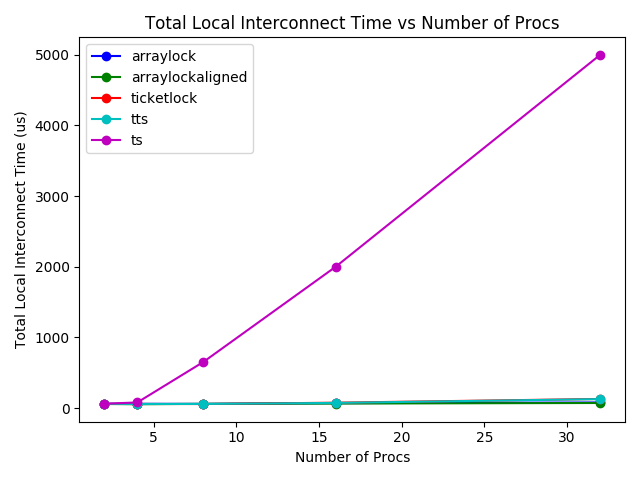 Total Local Interconnect Time vs Number of Procs
Total Local Interconnect Time (us)
5000
4000
3000
2000
1000
0
arraylock
arraylockaligned
ticketlock
tts
ts
5
10
15
20
25
30
Number of Procs